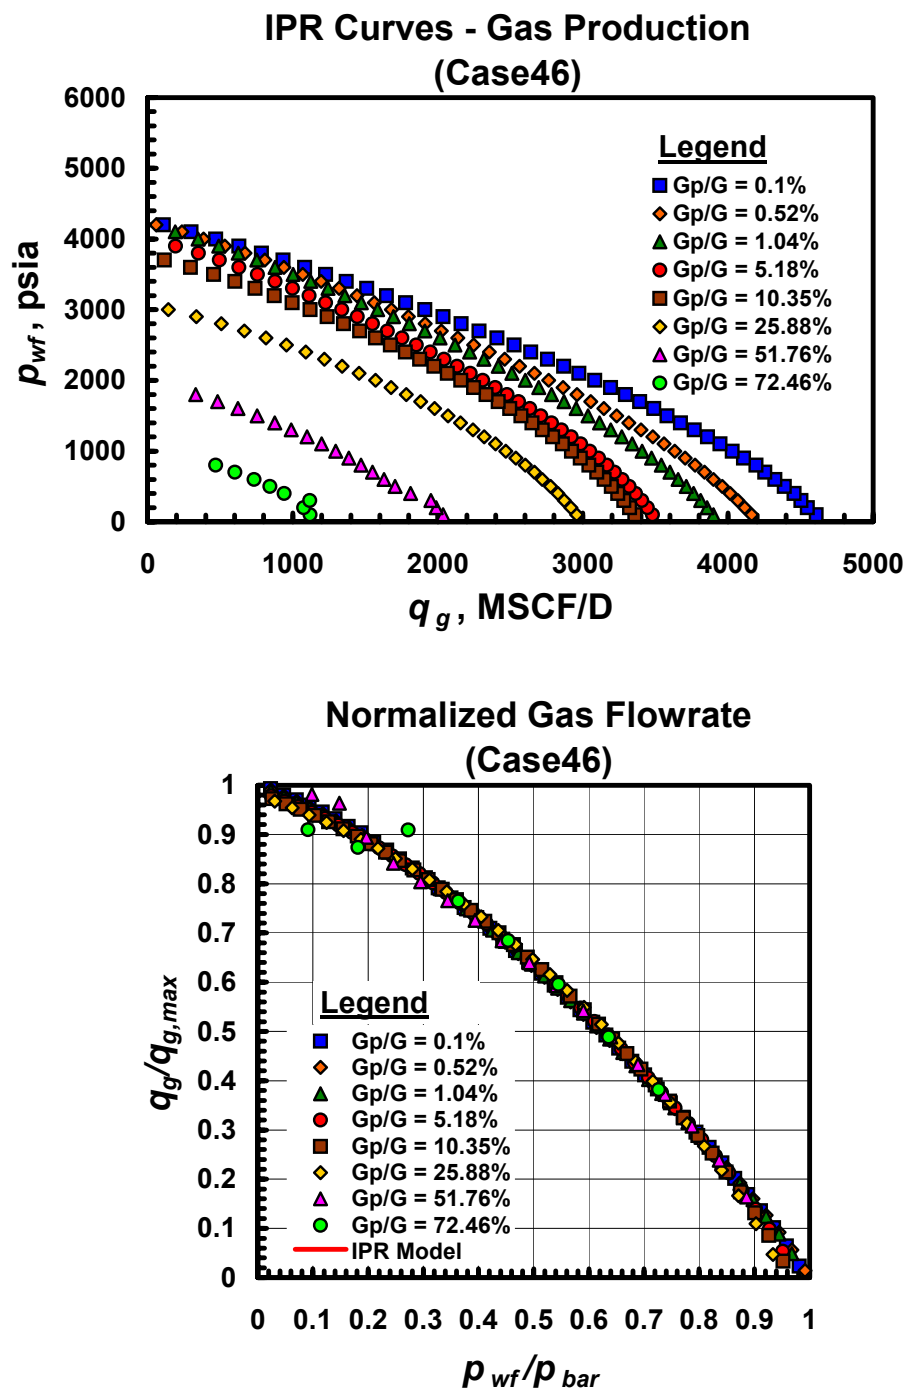 IPR Curves - Gas Production
(Case46)
6000
5000
4000
3000
2000
1000
0
p_wf, psia
Legend
Gp/G = 0.1%
Gp/G = 0.52%
Gp/G = 1.04%
Gp/G = 5.18%
Gp/G = 10.35%
Gp/G = 25.88%
Gp/G = 51.76%
Gp/G = 72.46%
0 1000 2000 3000 4000 5000
q_g, MSCF/D
Normalized Gas Flowrate
(Case46)
1
0.9
0.8
0.7
0.6
0.5
0.4
0.3
0.2
0.1
0
q_g/q_g,max
Legend
Gp/G = 0.1%
Gp/G = 0.52%
Gp/G = 1.04%
Gp/G = 5.18%
Gp/G = 10.35%
Gp/G = 25.88%
Gp/G = 51.76%
Gp/G = 72.46%
IPR Model
0 0.1 0.2 0.3 0.4 0.5 0.6 0.7 0.8 0.9 1
p_wf/p_bar